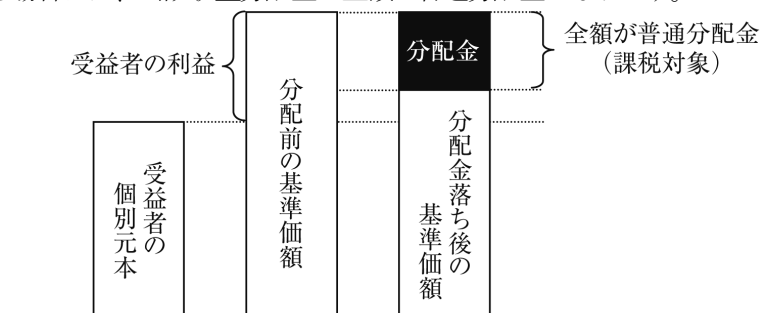 受益者の利益
分配金
全額が普通分配金
（課税対象）
分配前の基準価額
受益者の
個別元本
分配金落ち後の
基準価額